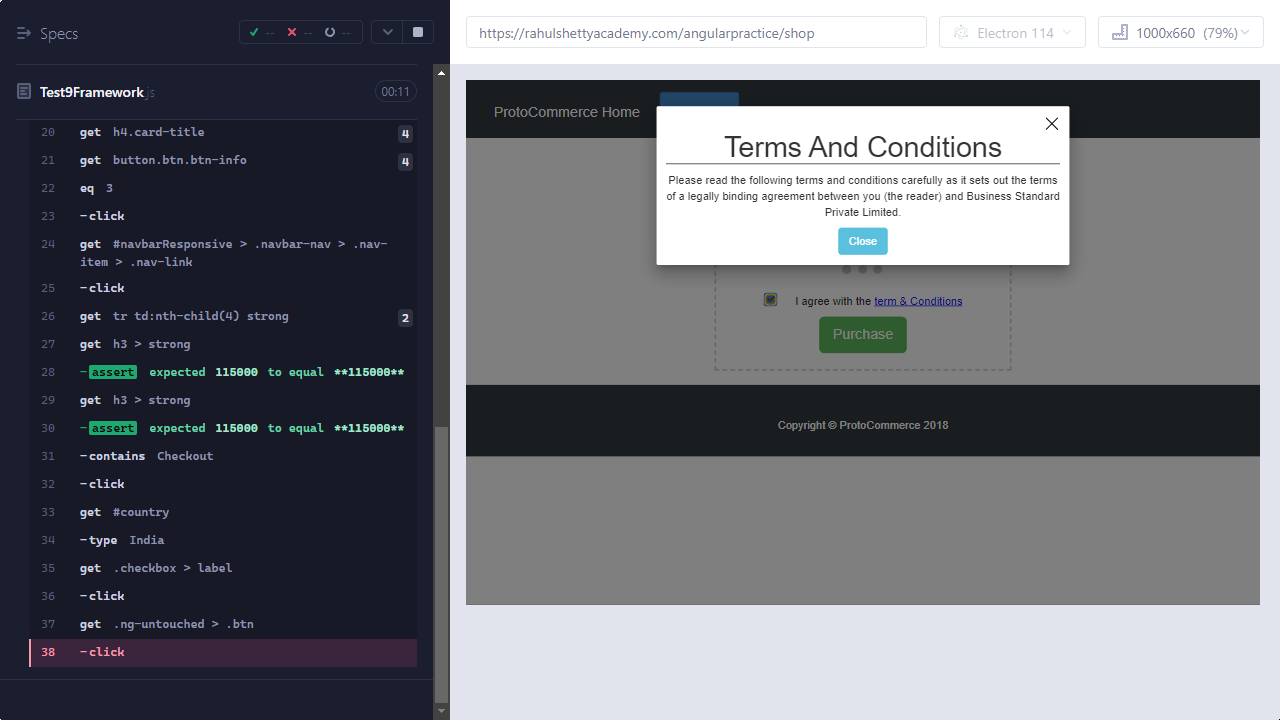 Specs
-- -- --
Test9Framework.js
00:11
20 get h4.card-title 4
21 get button.btn.btn-info 4
22 eq 3
23 -click
24 get #navbarResponsive > .navbar-nav > .nav-
item > .nav-link
25 -click
26 get tr td:nth-child(4) strong 2
27 get h3 > strong
28 -assert expected 115000 to equal **115000**
29 get h3 > strong
30 -assert expected 115000 to equal **115000**
31 -contains Checkout
32 -click
33 get #country
34 -type India
35 get .checkbox > label
36 -click
37 get .ng-untouched > .btn
38 -click
https://rahulshettyacademy.com/angularpractice/shop
Electron 114
1000x660 (79%)
ProtoCommerce Home
Terms And Conditions
Please read the following terms and conditions carefully as it sets out the terms
of a legally binding agreement between you (the reader) and Business Standard
Private Limited.
Close
I agree with the term & Conditions
Purchase
Copyright © ProtoCommerce 2018